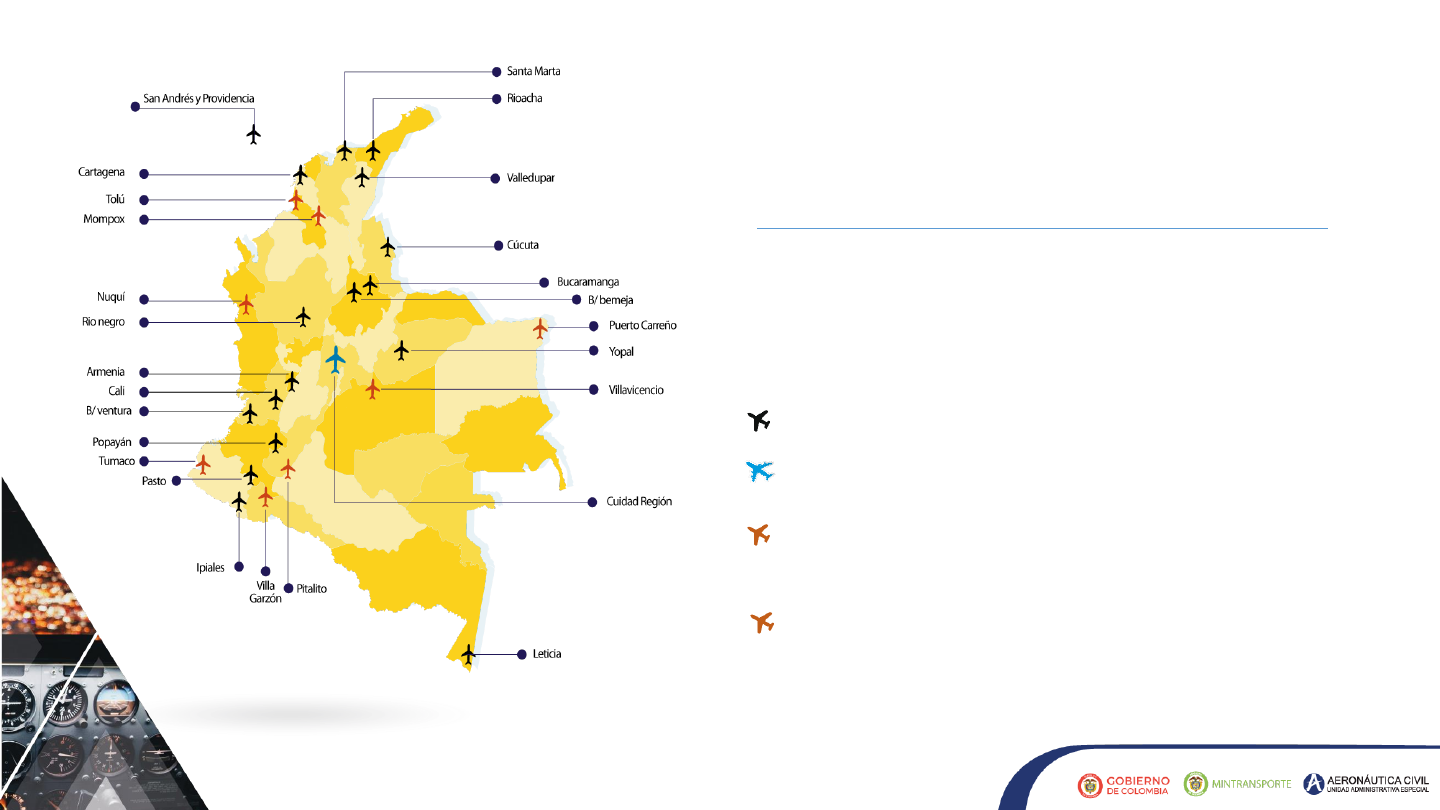 Santa Marta
San Andrés y Providencia
Rioacha
Cartagena
Valledupar
Tolú
Mompox
Cúcuta
Bucaramanga
Nuquí
B/ bemeja
Rio negro
Puerto Carreño
Yopal
Armenia
Cali
Villavicencio
B/ ventura
Popayán
Tumaco
Pasto
Cuidad Región
Ipiales
Villa
Garzón
Pitalito
Leticia
GOBIERNO
DE COLOMBIA
MINTRANSPORTE
AERONÁUTICA CIVIL
UNIDAD ADMINISTRATIVA ESPECIAL